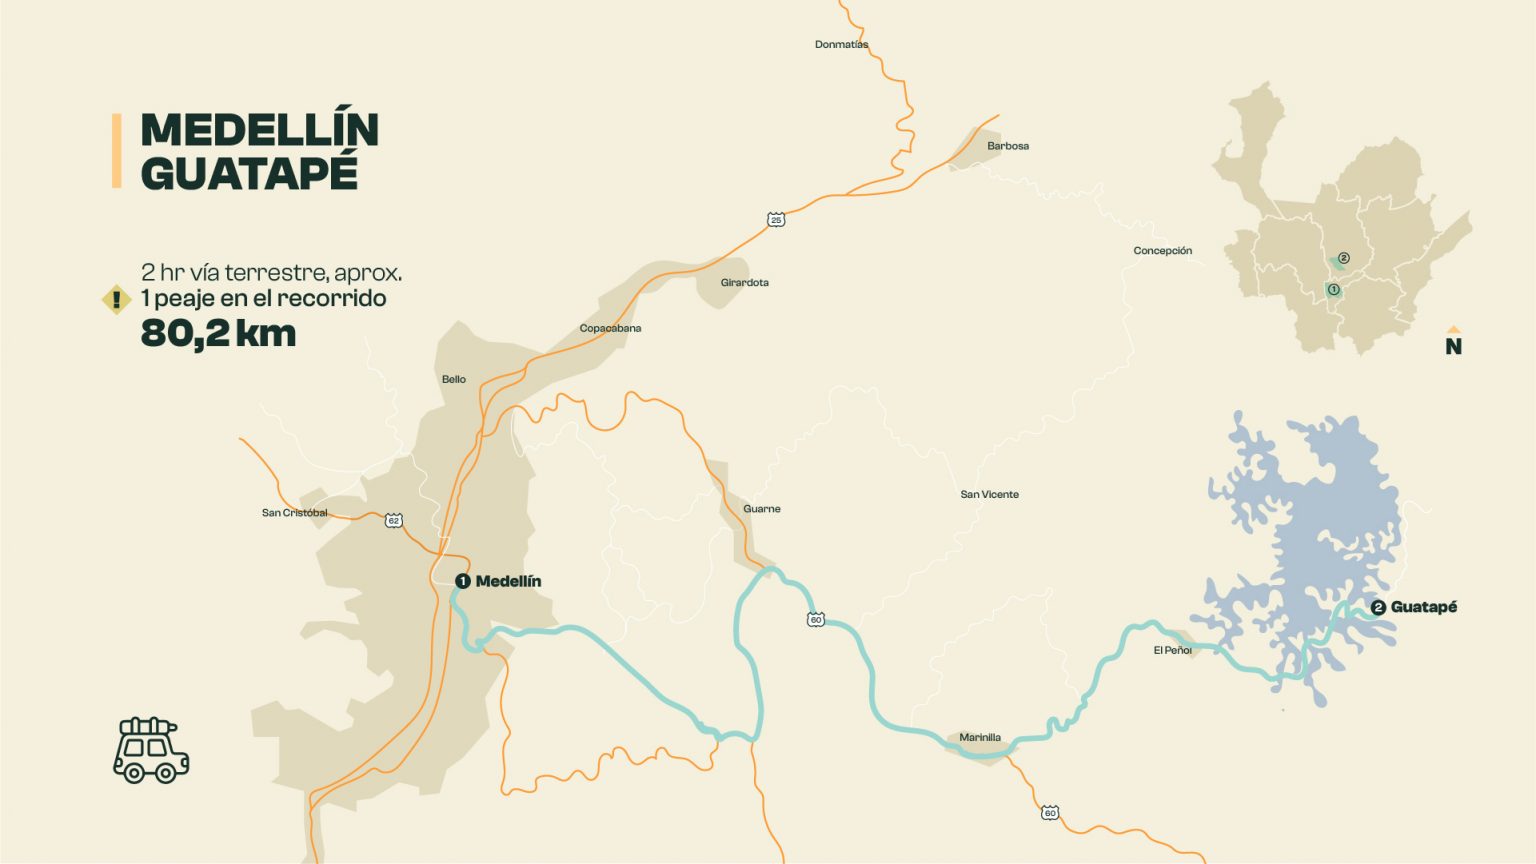 MEDELLÍN
GUATAPÉ
2 hr vía terrestre, aprox.
! 1 peaje en el recorrido
80,2 km
Donmatías
Barbosa
25
Concepción
Girardota
Copacabana
Bello
San Cristóbal
62
Guarne
San Vicente
1 Medellín
60
El Peñol
Marinilla
60
2 Guatapé
2
1
N